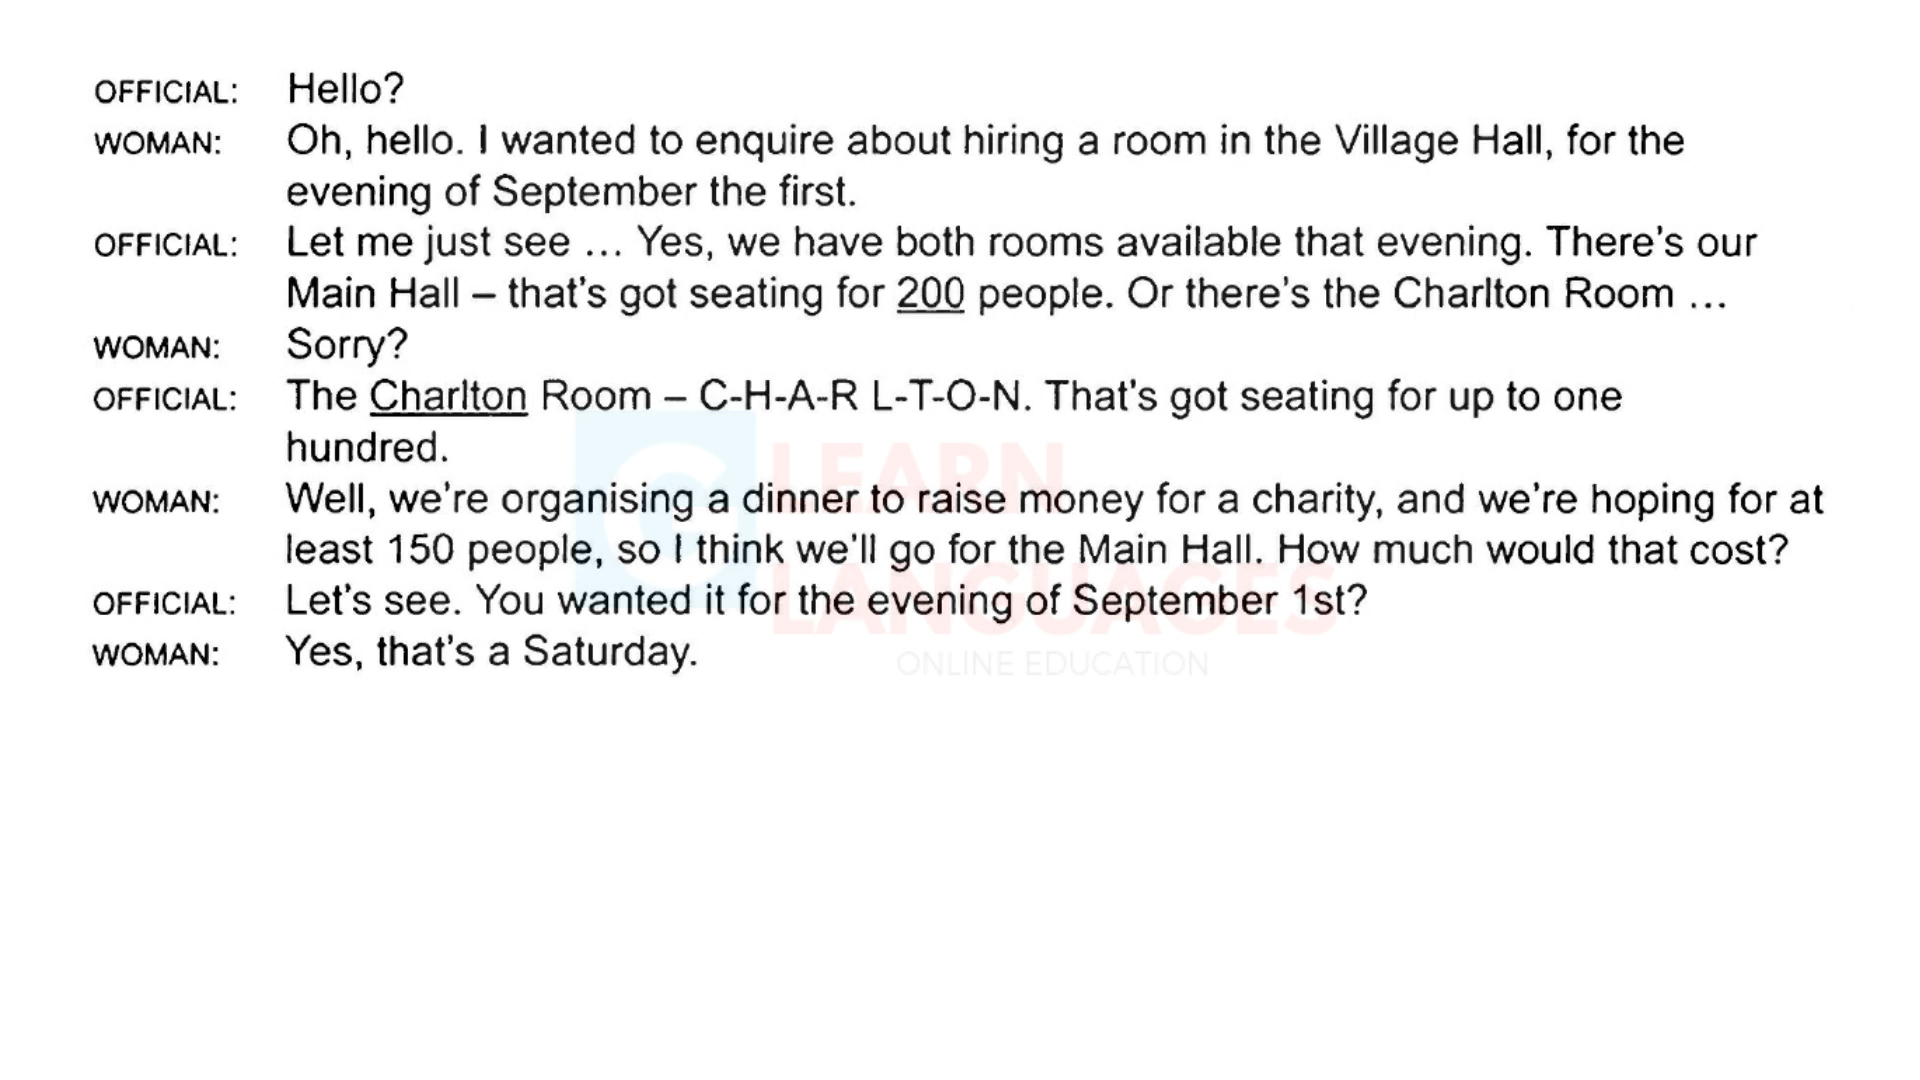 OFFICIAL: Hello?
WOMAN: Oh, hello. I wanted to enquire about hiring a room in the Village Hall, for the
evening of September the first.
OFFICIAL: Let me just see ... Yes, we have both rooms available that evening. There's our
Main Hall – that's got seating for 200 people. Or there's the Charlton Room ...
WOMAN: Sorry?
OFFICIAL: The Charlton Room – C-H-A-R L-T-O-N. That's got seating for up to one
hundred.
WOMAN: Well, we're organising a dinner to raise money for a charity, and we're hoping for at
least 150 people, so I think we'll go for the Main Hall. How much would that cost?
OFFICIAL: Let's see. You wanted it for the evening of September 1st?
WOMAN: Yes, that's a Saturday.
LEARN
LANGUAGES
ONLINE EDUCATION